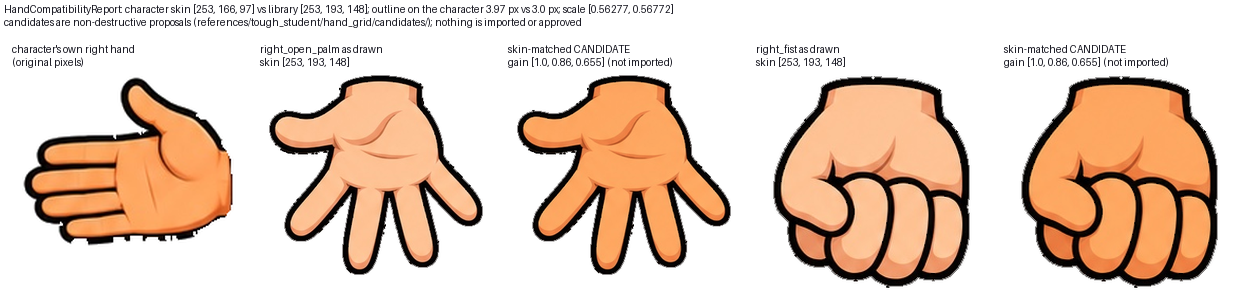 HandCompatibilityReport: character skin [253, 166, 97] vs library [253, 193, 148]; outline on the character 3.97 px vs 3.0 px; scale [0.56277, 0.56772]
candidates are non-destructive proposals (references/tough_student/hand_grid/candidates/); nothing is imported or approved
character's own right hand
(original pixels)
right_open_palm as drawn
skin [253, 193, 148]
skin-matched CANDIDATE
gain [1.0, 0.86, 0.655] (not imported)
right_fist as drawn
skin [253, 193, 148]
skin-matched CANDIDATE
gain [1.0, 0.86, 0.655] (not imported)